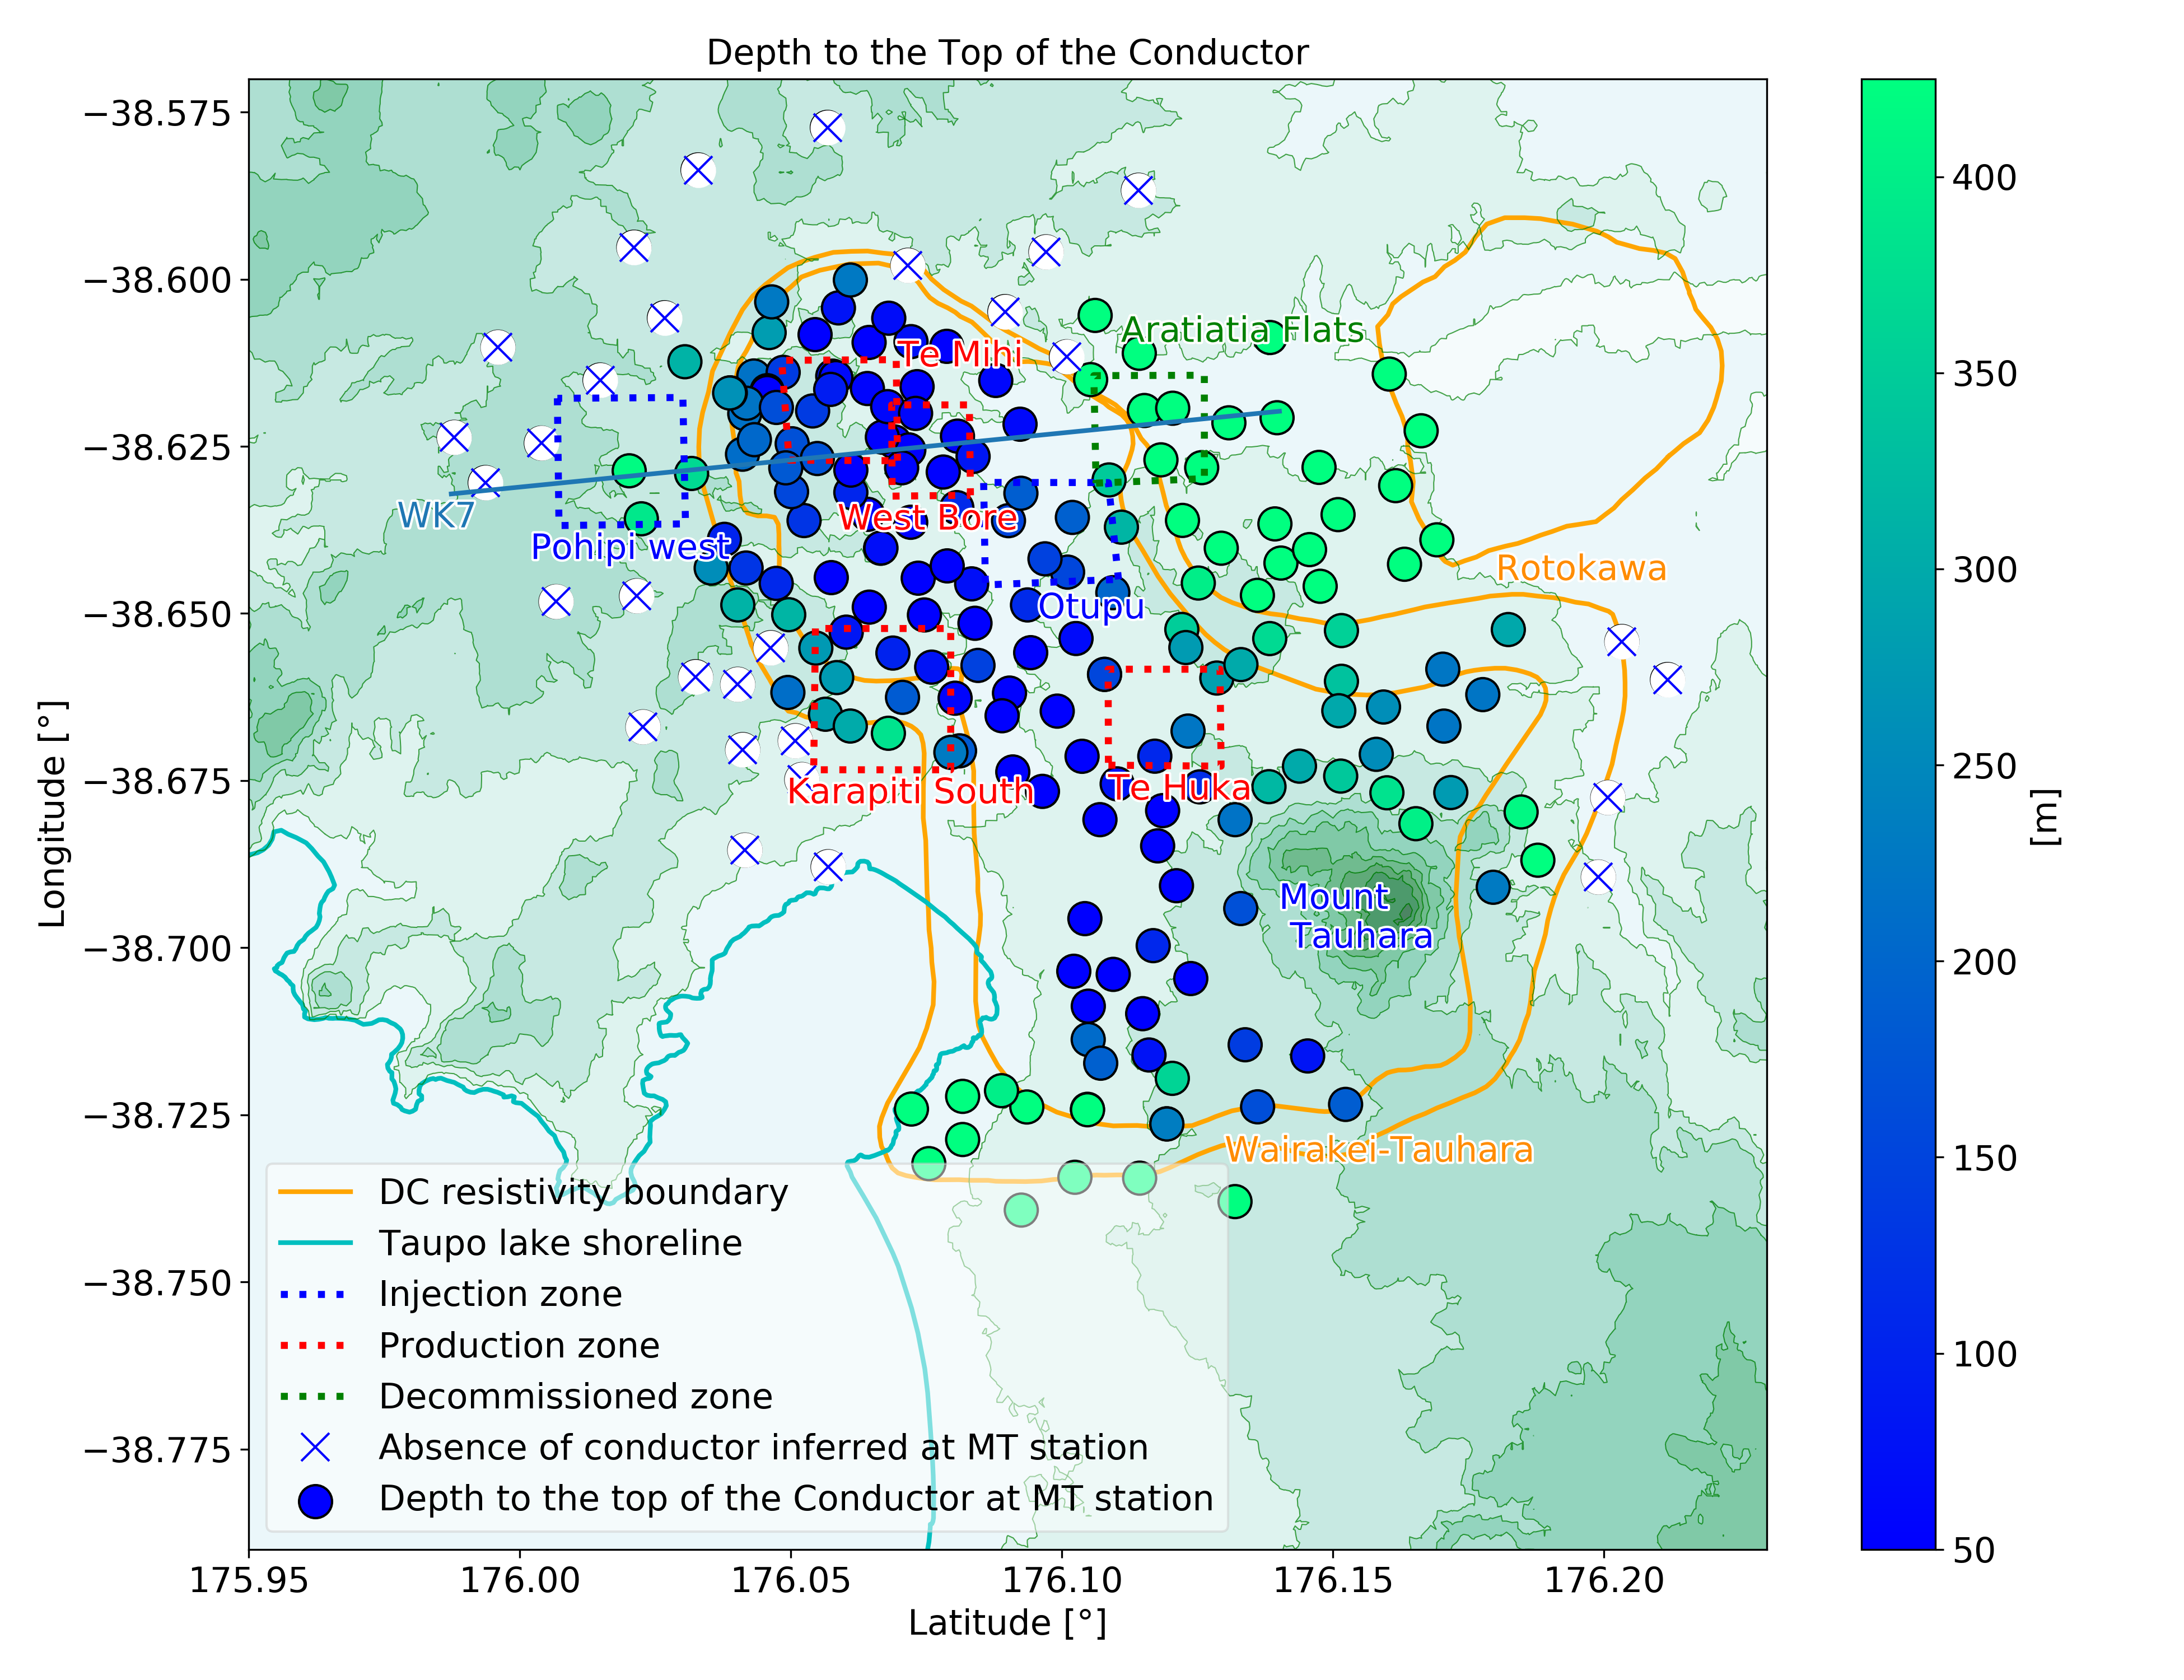 Depth to the Top of the Conductor
−38.575
−38.600
−38.625
−38.650
−38.675
−38.700
−38.725
−38.750
−38.775
Longitude [°]
175.95
176.00
176.05
176.10
176.15
176.20
Latitude [°]
Aratiatia Flats
Te Mihi
WK7
West Bore
Pohipi west
Rotokawa
Otupu
Karapiti South
Te Huka
Mount
Tauhara
Wairakei-Tauhara
DC resistivity boundary
Taupo lake shoreline
Injection zone
Production zone
Decommissioned zone
Absence of conductor inferred at MT station
Depth to the top of the Conductor at MT station
400
350
300
250
200
150
100
50
[m]